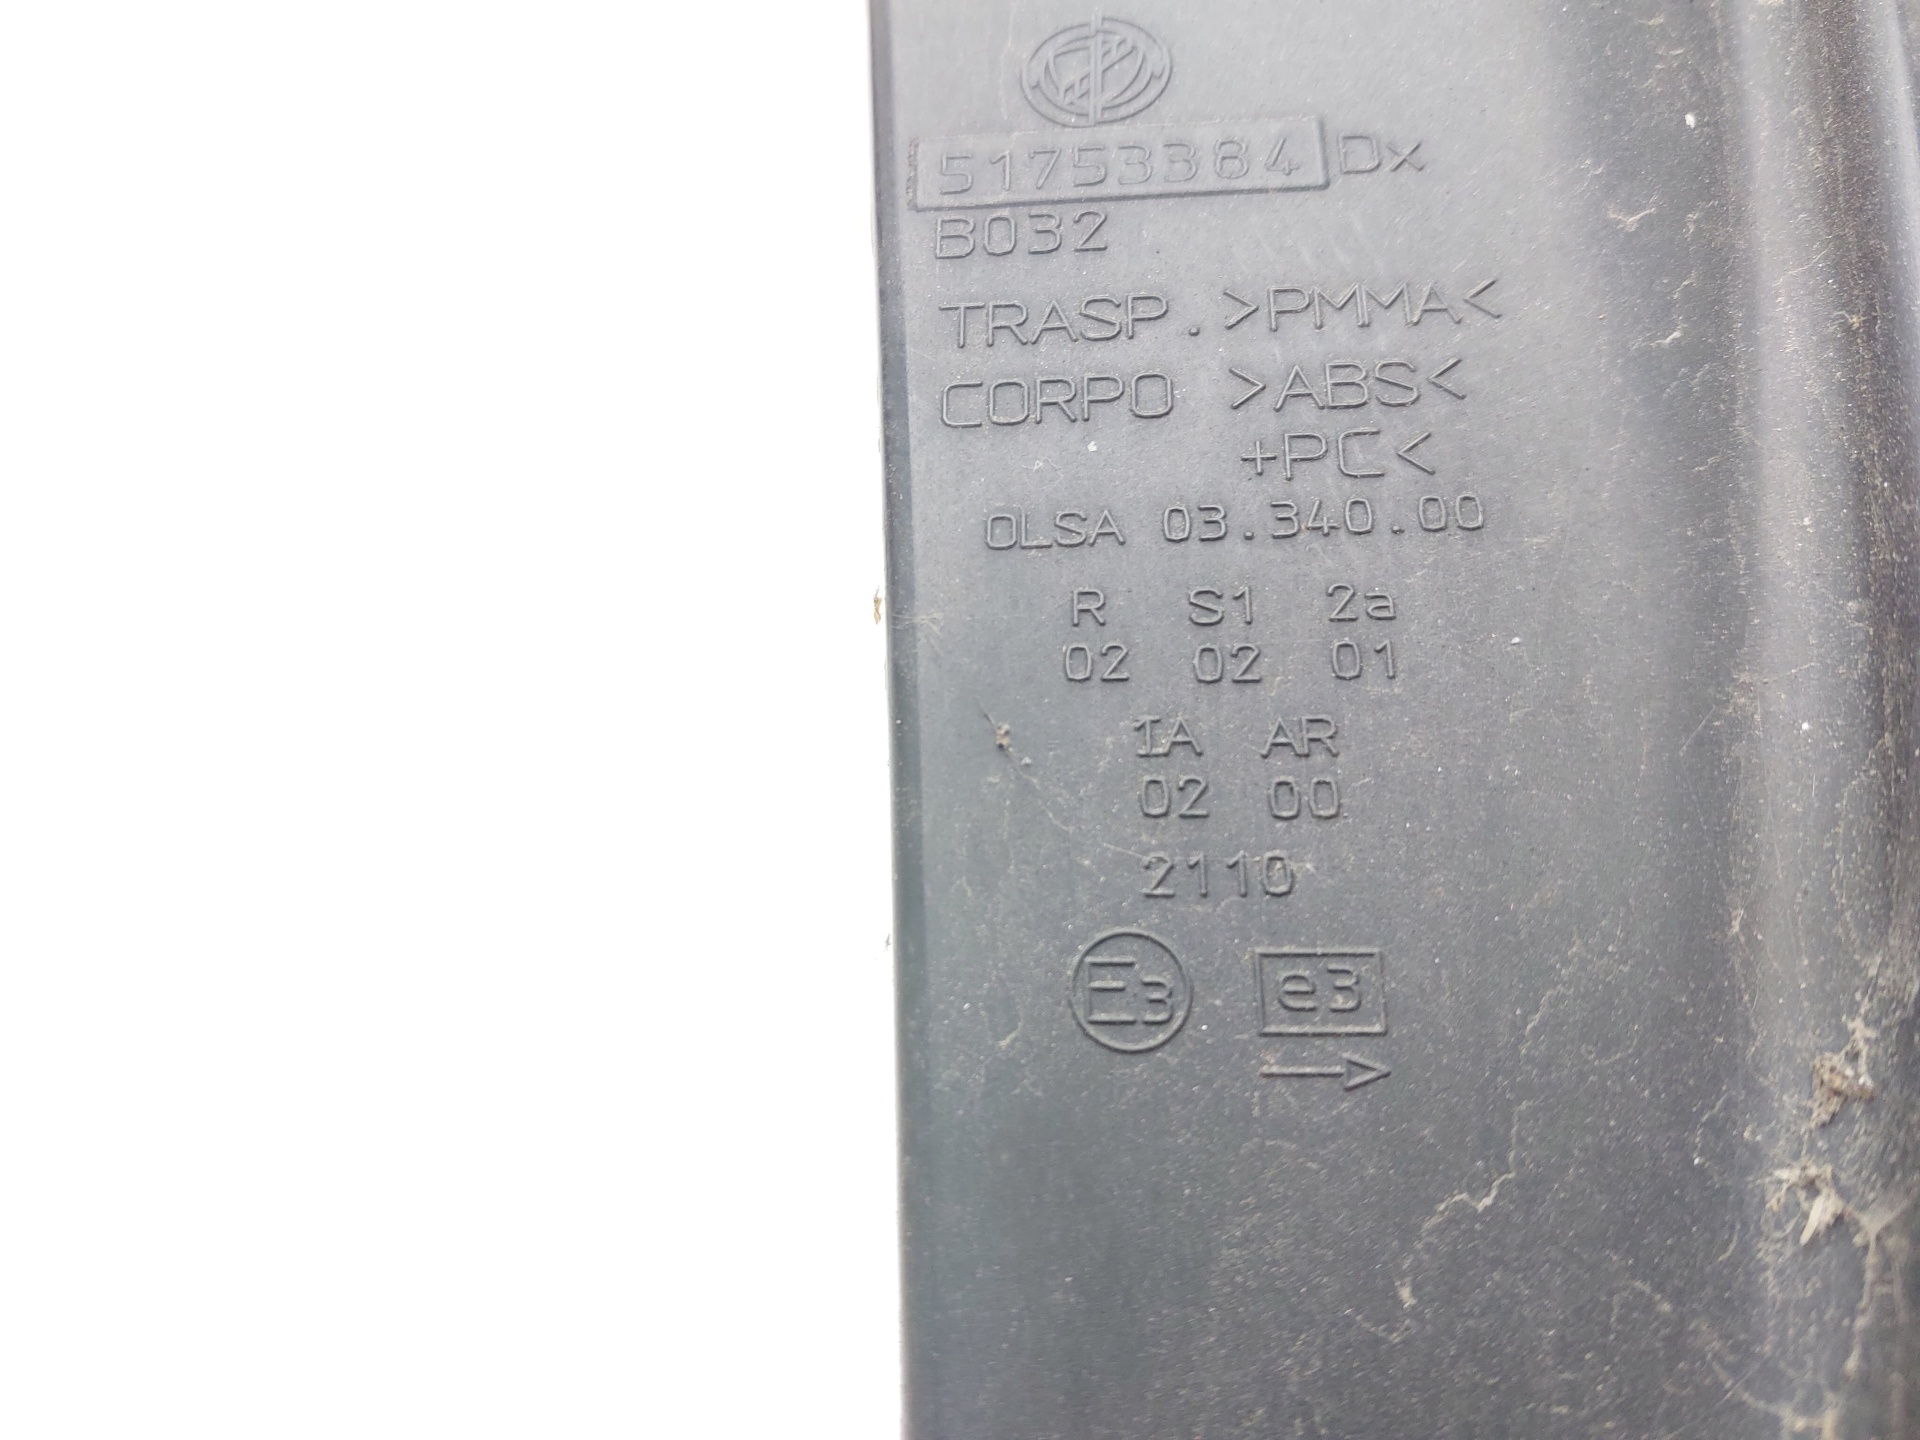 51753384 Dx
B032
TRASP. >PMMA<
CORPO >ABS<
+PC<
OLSA 03.340.00
R S1 2a
02 02 01
IA AR
02 00
2110
E3 e3